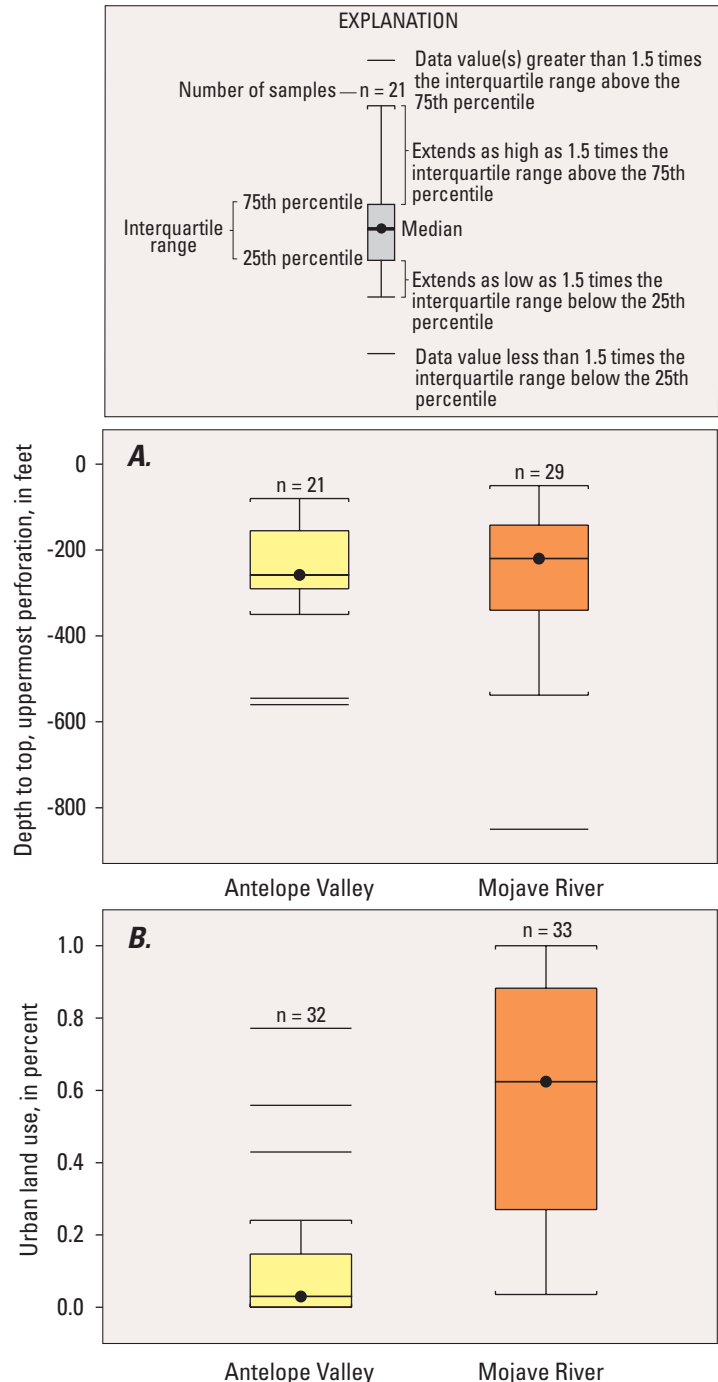 EXPLANATION
Data value(s) greater than 1.5 times
the interquartile range above the
75th percentile
Number of samples
n = 21
Extends as high as 1.5 times the
interquartile range above the 75th
percentile
75th percentile
Interquartile
range
Median
25th percentile
Extends as low as 1.5 times the
interquartile range below the 25th
percentile
Data value less than 1.5 times the
interquartile range below the 25th
percentile
A.
Depth to top, uppermost perforation, in feet
0
-200
-400
-600
-800
n = 21
n = 29
Antelope Valley
Mojave River
B.
Urban land use, in percent
1.0
0.8
0.6
0.4
0.2
0.0
n = 32
n = 33
Antelope Valley
Mojave River